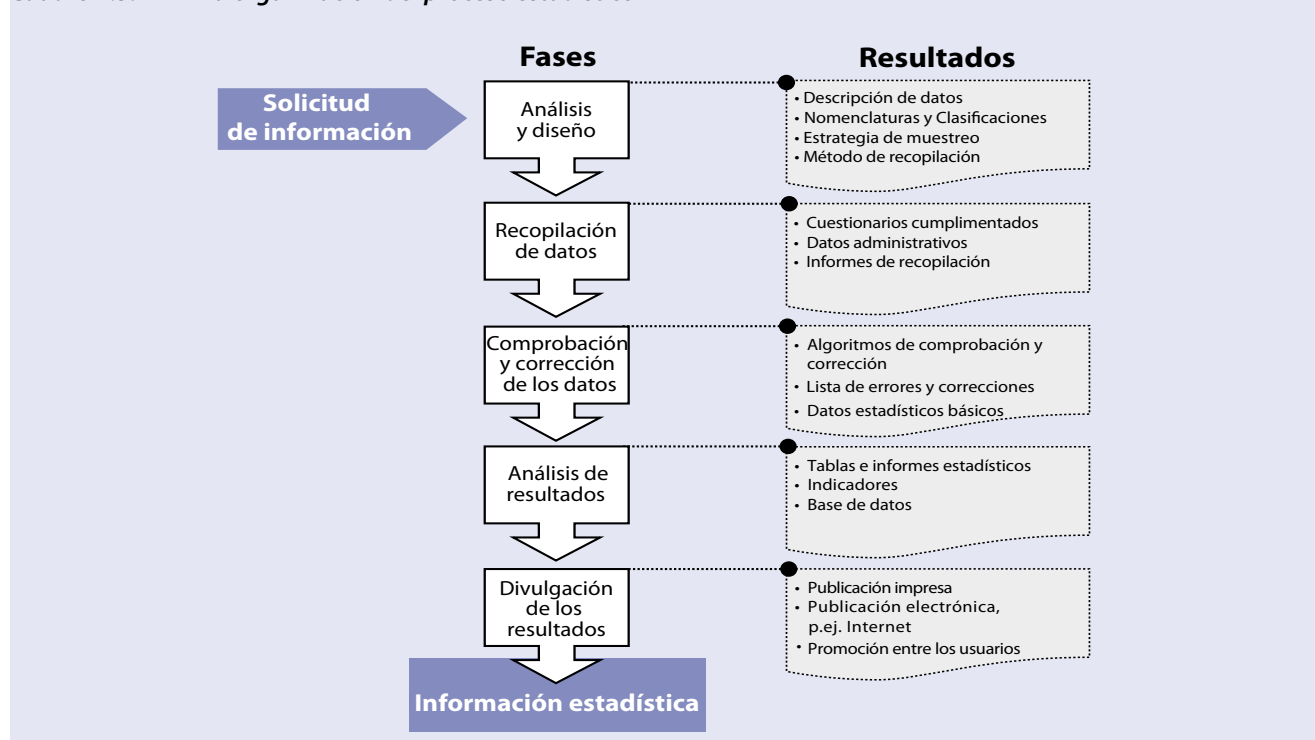 Fases
Resultados
Solicitud
de información
Análisis
y diseño
• Descripción de datos
• Nomenclaturas y Clasificaciones
• Estrategia de muestreo
• Método de recopilación
Recopilación
de datos
• Cuestionarios cumplimentados
• Datos administrativos
• Informes de recopilación
Comprobación
y corrección
de los datos
• Algoritmos de comprobación y
corrección
• Lista de errores y correcciones
• Datos estadísticos básicos
Análisis de
resultados
• Tablas e informes estadísticos
• Indicadores
• Base de datos
Divulgación
de los
resultados
• Publicación impresa
• Publicación electrónica,
p.ej. Internet
• Promoción entre los usuarios
Información estadística